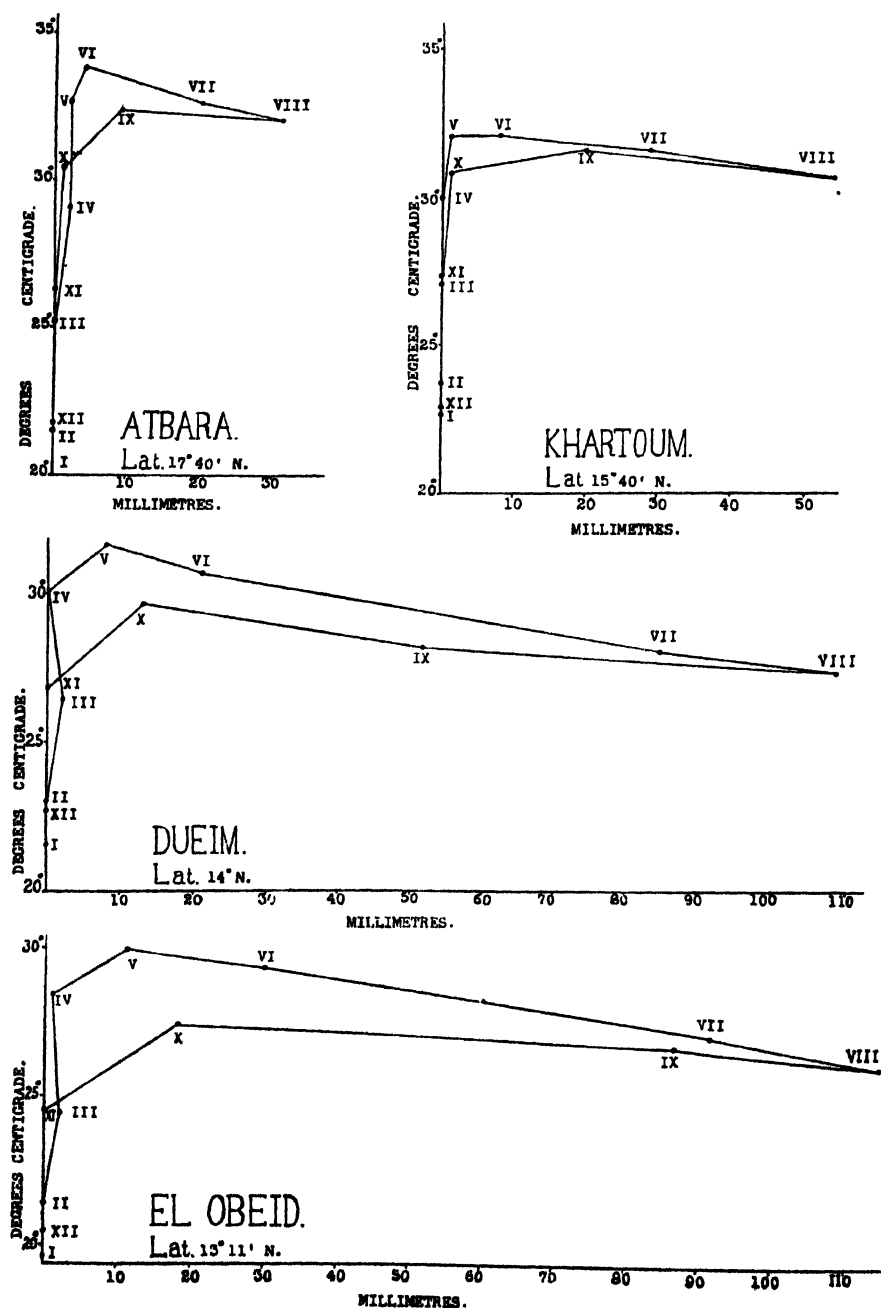 35°
VI
V
VII
VIII
IX
X
30°
IV
XI
25°
III
XII
II
I
20°
DEGREES CENTIGRADE.
ATBARA.
Lat. 17°40' N.
10 20 30
MILLIMETRES.
35°
V VI
VII
VIII
IX
X
30°
IV
XI
III
25°
II
XII
I
20°
DEGREES CENTIGRADE.
KHARTOUM.
Lat 15°40' N.
10 20 30 40 50
MILLIMETRES.
30°
IV
V
VI
X
VII
IX
VIII
XI
III
25°
II
XII
I
20°
DEGREES CENTIGRADE.
DUEIM.
Lat. 14° N.
10 20 30 40 50 60 70 80 90 100 110
MILLIMETRES.
30°
IV
V
VI
X
VII
IX
VIII
25°
XI
III
II
XII
20°
I
DEGREES CENTIGRADE.
EL OBEID.
Lat. 13°11' N.
10 20 30 40 50 60 70 80 90 100 110
MILLIMETRES.